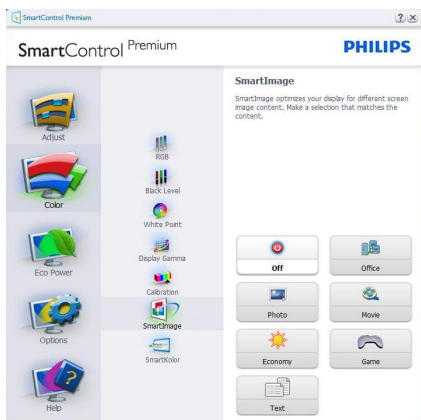 SmartControl Premium
SmartControl Premium
PHILIPS
Adjust
Color
Eco Power
Options
Help
RGB
Black Level
White Point
Display Gamma
Calibration
SmartImage
SmartKolor
SmartImage
SmartImage optimizes your display for different screen
image content. Make a selection that matches the
content.
Off
Office
Photo
Movie
Economy
Game
Text